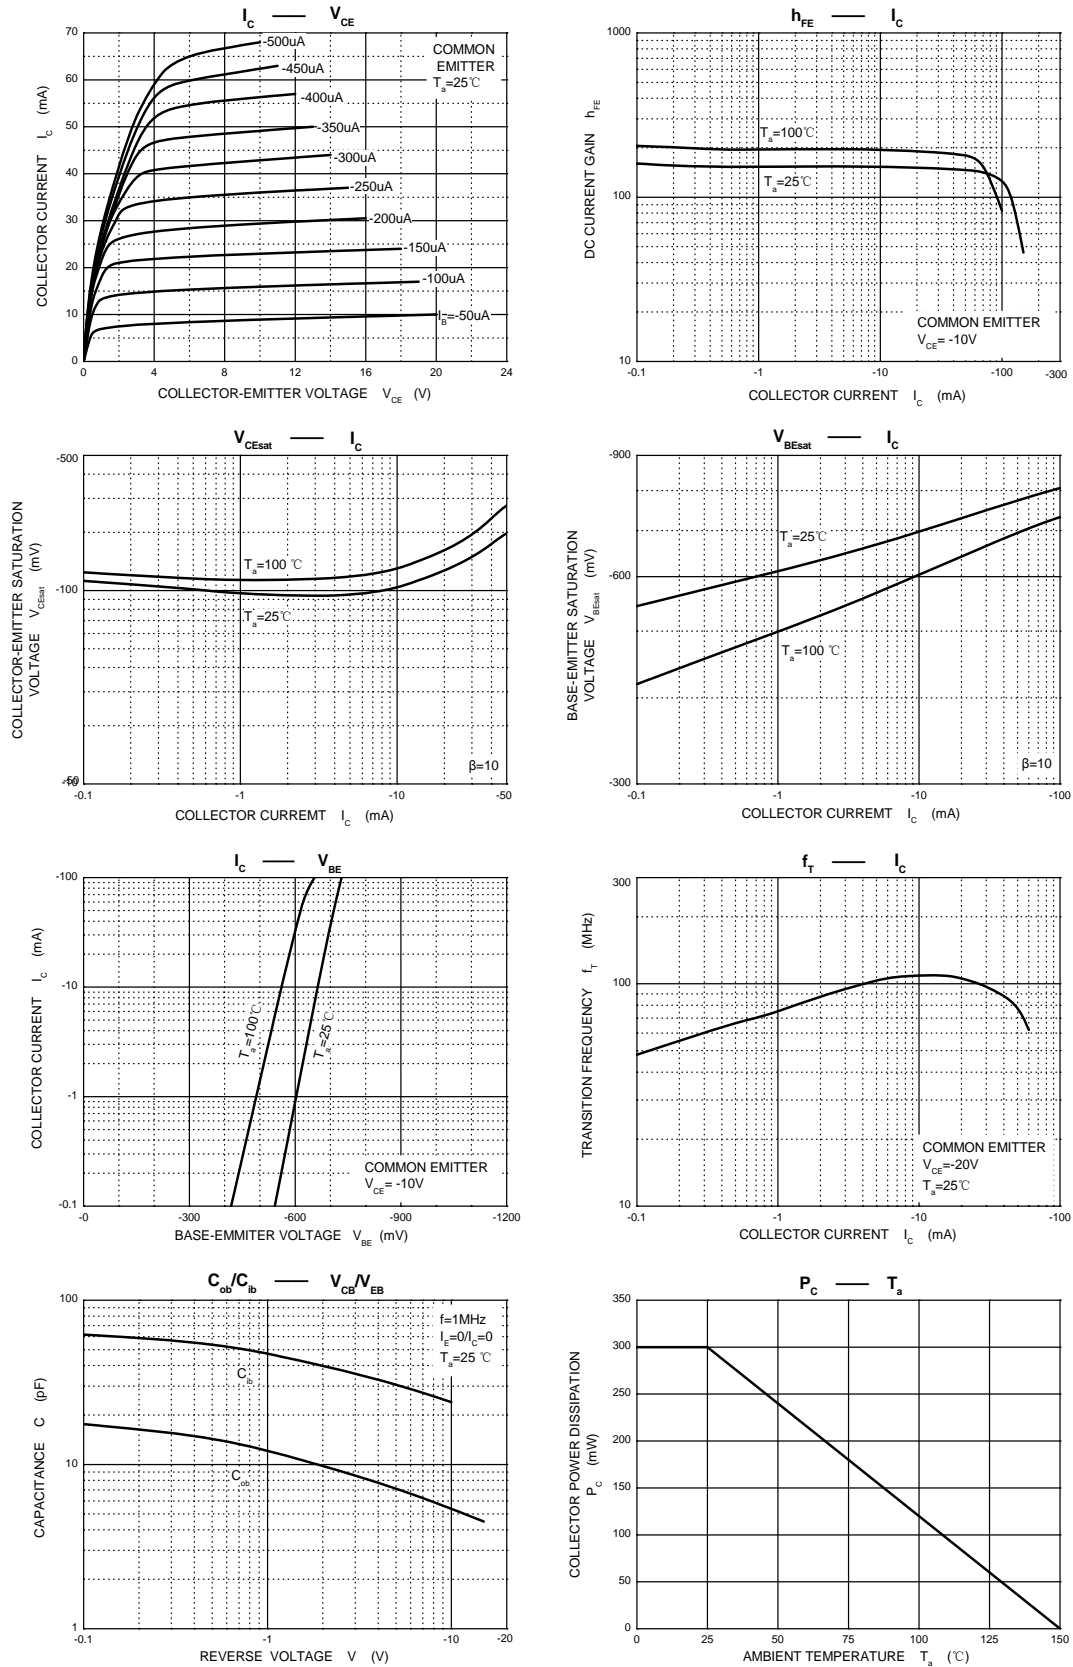 I_C —— V_CE
70
60
50
40
30
20
10
0
0 4 8 12 16 20 24
COLLECTOR CURRENT I_C (mA)
COLLECTOR-EMITTER VOLTAGE V_CE (V)
COMMON
EMITTER
T_a=25℃
-500uA
-450uA
-400uA
-350uA
-300uA
-250uA
-200uA
-150uA
-100uA
I_B=-50uA
h_FE —— I_C
1000
100
10
-0.1 -1 -10 -100 -300
DC CURRENT GAIN h_FE
COLLECTOR CURRENT I_C (mA)
T_a=100℃
T_a=25℃
COMMON EMITTER
V_CE= -10V
V_CEsat —— I_C
-500
-100
-0.1 -1 -10 -50
COLLECTOR-EMITTER SATURATION
VOLTAGE V_CEsat (mV)
COLLECTOR CURREMT I_C (mA)
T_a=100 ℃
T_a=25℃
β=10
V_BEsat —— I_C
-900
-600
-300
-0.1 -1 -10 -100
BASE-EMITTER SATURATION
VOLTAGE V_BEsat (mV)
COLLECTOR CURREMT I_C (mA)
T_a=25℃
T_a=100 ℃
β=10
I_C —— V_BE
-100
-10
-1
-0.1
-0 -300 -600 -900 -1200
COLLECTOR CURRENT I_C (mA)
BASE-EMMITER VOLTAGE V_BE (mV)
T_a=100℃
T_a=25℃
COMMON EMITTER
V_CE= -10V
f_T —— I_C
300
100
10
-0.1 -1 -10 -100
TRANSITION FREQUENCY f_T (MHz)
COLLECTOR CURRENT I_C (mA)
COMMON EMITTER
V_CE=-20V
T_a=25℃
C_ob/C_ib —— V_CB/V_EB
100
10
1
-0.1 -1 -10 -20
CAPACITANCE C (pF)
REVERSE VOLTAGE V (V)
f=1MHz
I_E=0/I_C=0
T_a=25 ℃
C_ib
C_ob
P_C —— T_a
350
300
250
200
150
100
50
0
0 25 50 75 100 125 150
COLLECTOR POWER DISSIPATION
P_C (mW)
AMBIENT TEMPERATURE T_a (℃)